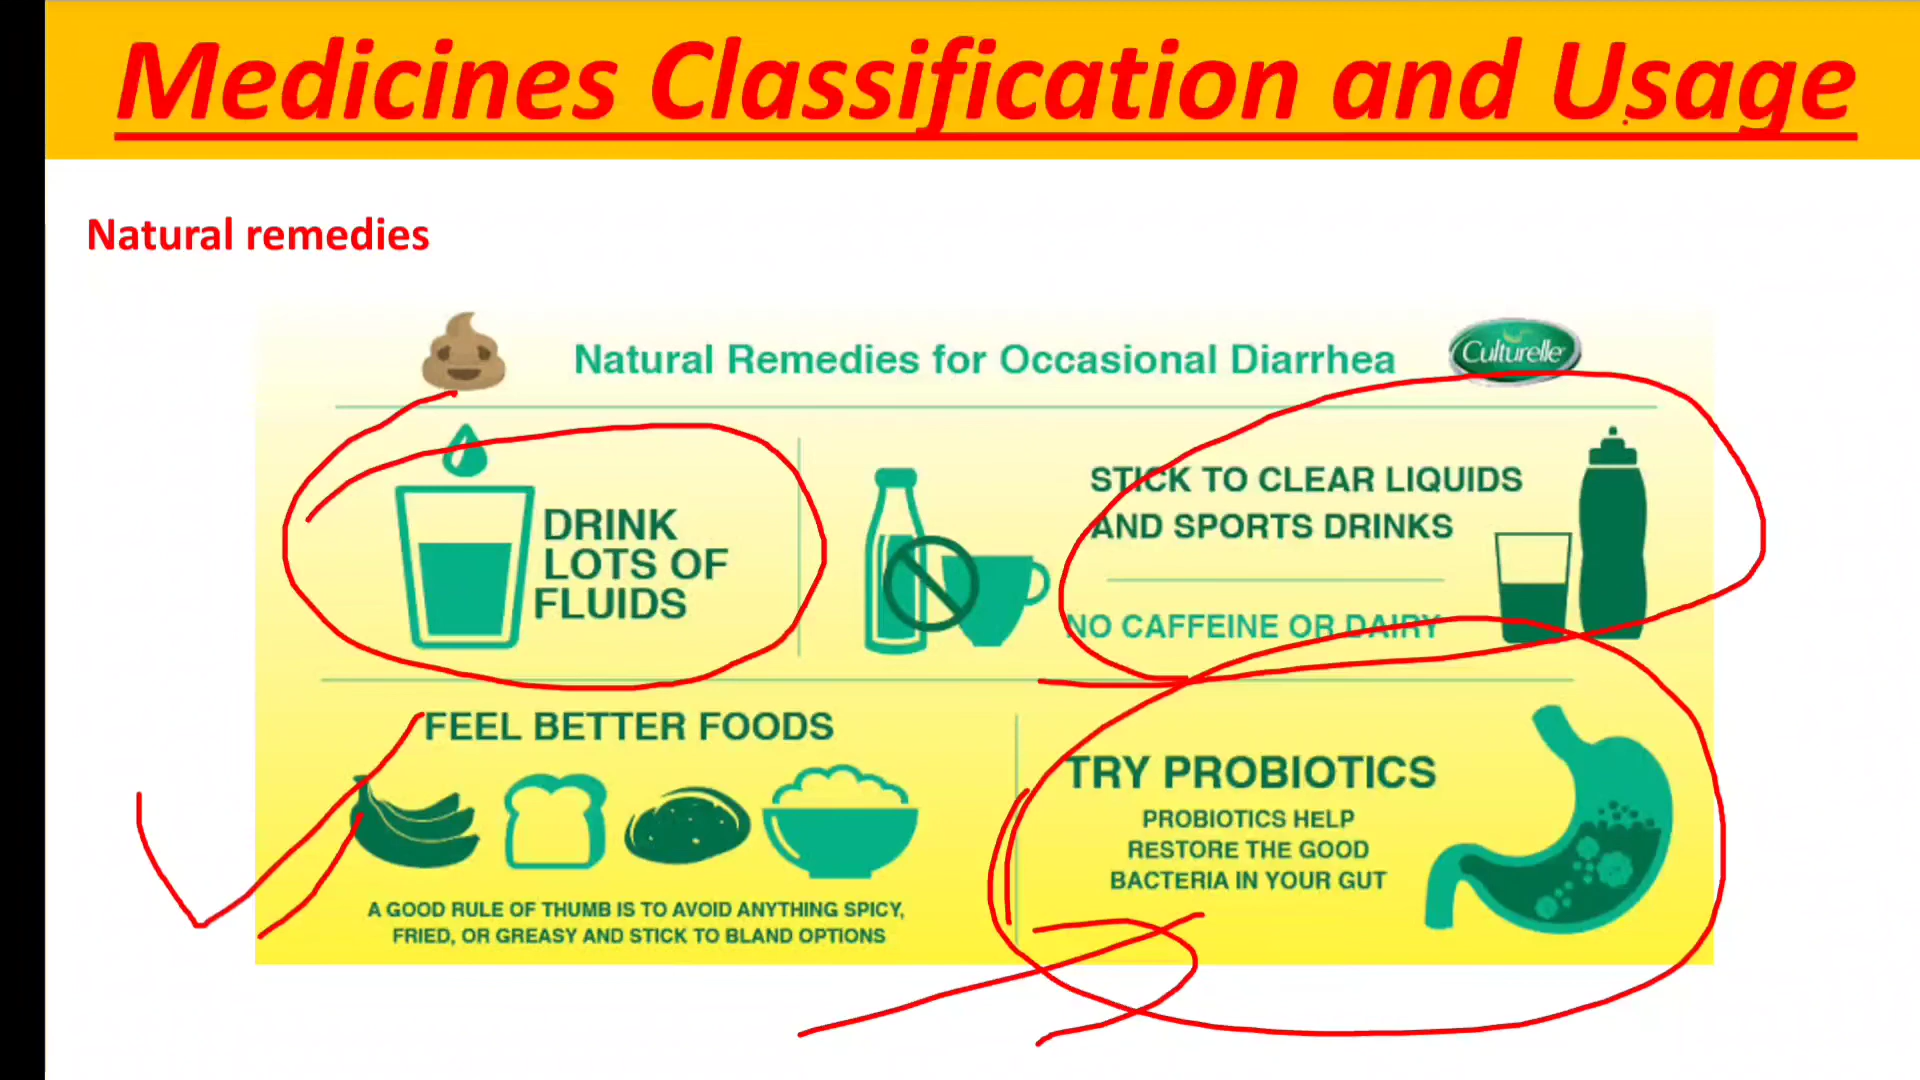 Medicines Classification and Usage
Natural remedies
Natural Remedies for Occasional Diarrhea
Culturelle
DRINK
LOTS OF
FLUIDS
STICK TO CLEAR LIQUIDS
AND SPORTS DRINKS
NO CAFFEINE OR DAIRY
FEEL BETTER FOODS
A GOOD RULE OF THUMB IS TO AVOID ANYTHING SPICY,
FRIED, OR GREASY AND STICK TO BLAND OPTIONS
TRY PROBIOTICS
PROBIOTICS HELP
RESTORE THE GOOD
BACTERIA IN YOUR GUT